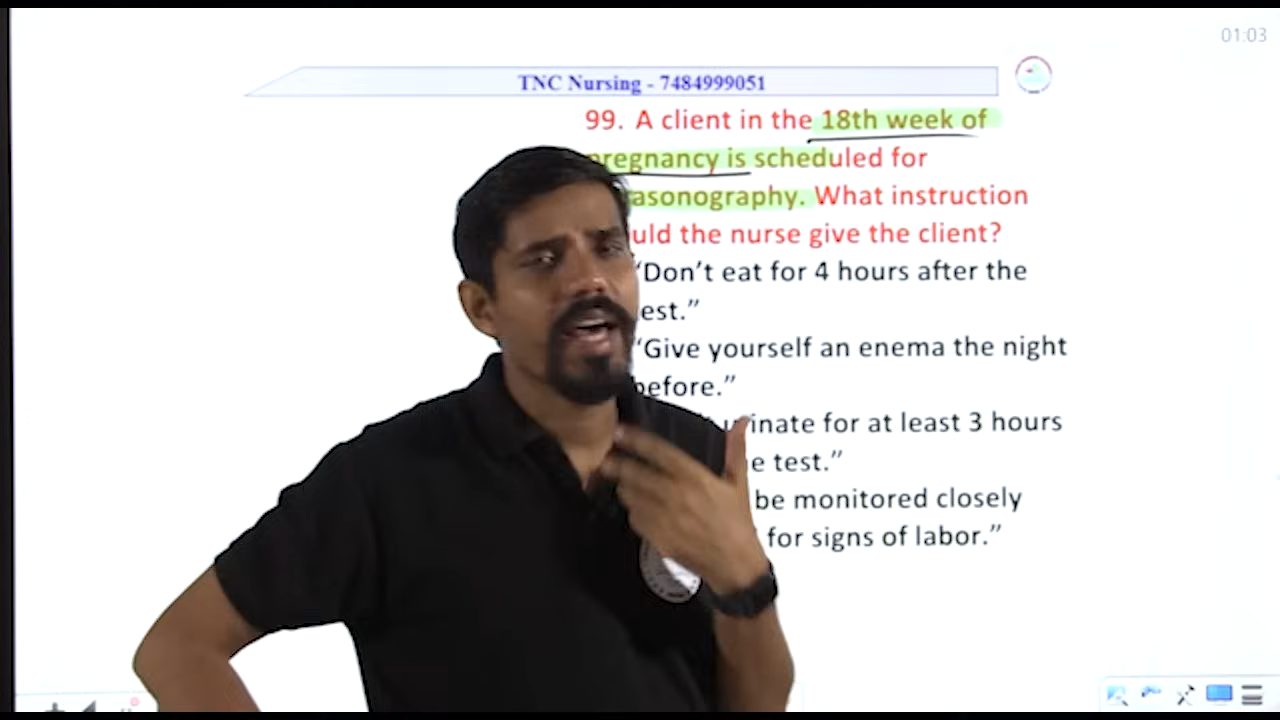 01:03
TNC Nursing - 7484999051
99. A client in the 18th week of
pregnancy is scheduled for
asonography. What instruction
uld the nurse give the client?
"Don't eat for 4 hours after the
est."
"Give yourself an enema the night
before."
urinate for at least 3 hours
e test."
be monitored closely
for signs of labor."